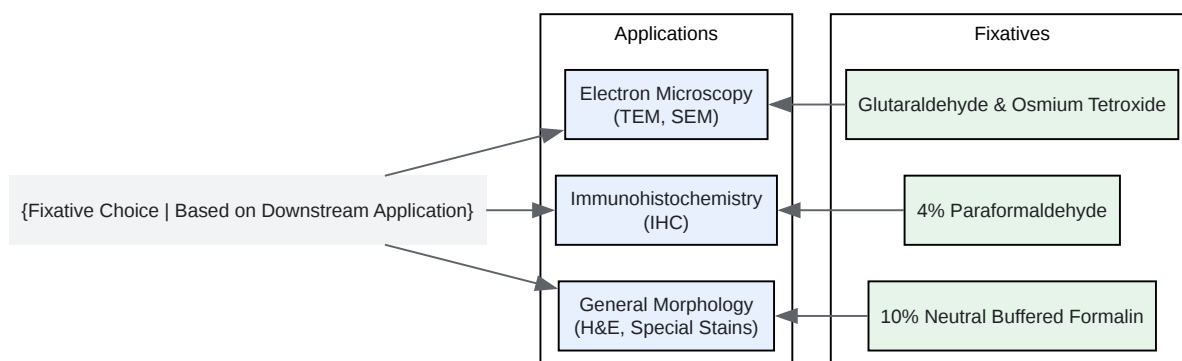 Applications
Fixatives
Electron Microscopy
(TEM, SEM)
Glutaraldehyde & Osmium Tetroxide
{Fixative Choice | Based on Downstream Application}
Immunohistochemistry
(IHC)
4% Paraformaldehyde
General Morphology
(H&E, Special Stains)
10% Neutral Buffered Formalin